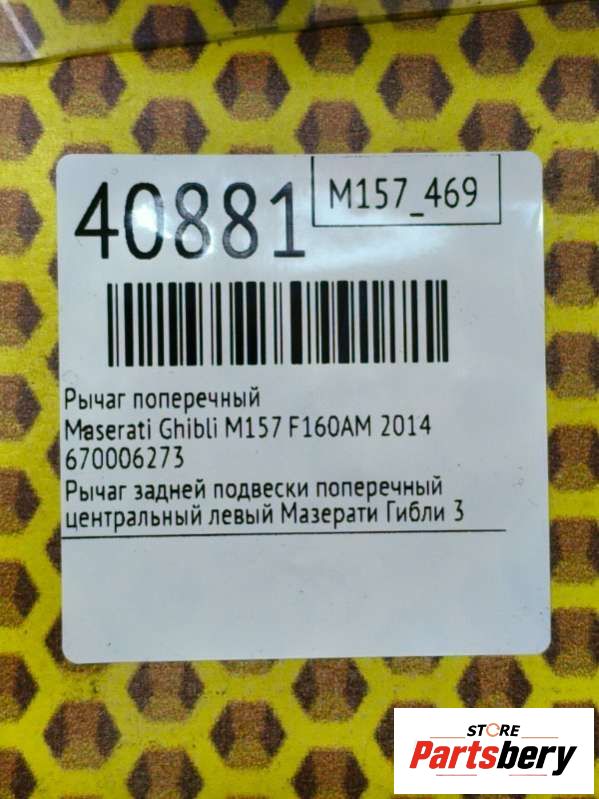 40881
M157_469
Рычаг поперечный
Maserati Ghibli M157 F160AM 2014
670006273
Рычаг задней подвески поперечный
центральный левый Мазерати Гибли 3
STORE
Partsbery